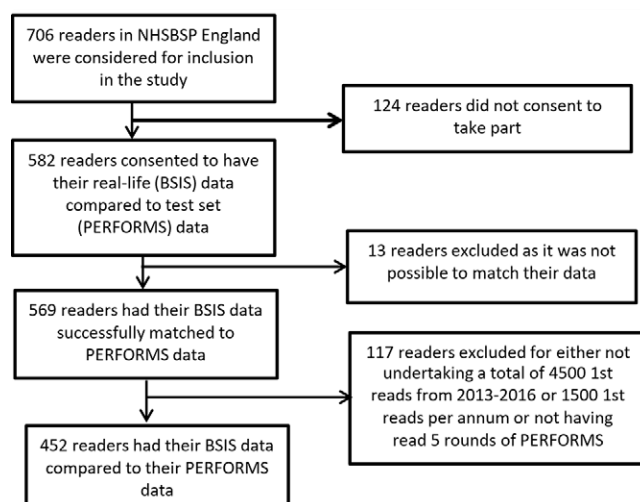 706 readers in NHSBSP England
were considered for inclusion
in the study
124 readers did not consent to
take part
582 readers consented to have
their real-life (BSIS) data
compared to test set
(PERFORMS) data
13 readers excluded as it was not
possible to match their data
569 readers had their BSIS data
successfully matched to
PERFORMS data
117 readers excluded for either not
undertaking a total of 4500 1st
reads from 2013-2016 or 1500 1st
reads per annum or not having
read 5 rounds of PERFORMS
452 readers had their BSIS data
compared to their PERFORMS
data